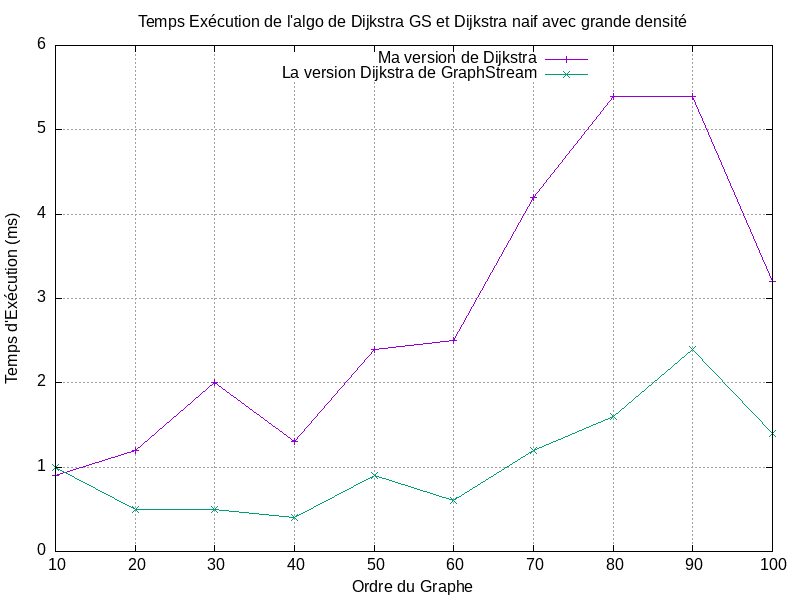 Temps Exécution de l'algo de Dijkstra GS et Dijkstra naif avec grande densité
6
5
4
3
2
1
0
Temps d'Exécution (ms)
Ma version de Dijkstra
La version Dijkstra de GraphStream
10 20 30 40 50 60 70 80 90 100
Ordre du Graphe